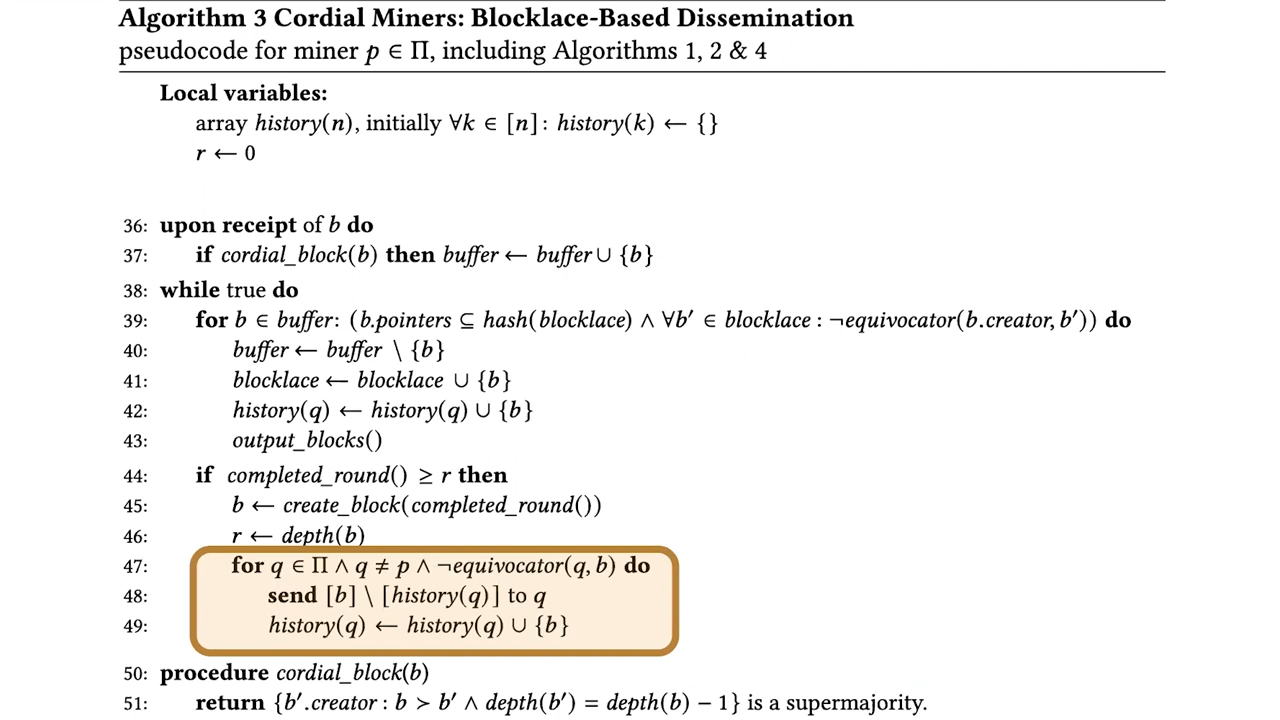 Algorithm 3 Cordial Miners: Blocklace-Based Dissemination
pseudocode for miner p ∈ Π, including Algorithms 1, 2 & 4
Local variables:
array history(n), initially ∀k ∈ [n]: history(k) ← {}
r ← 0
36: upon receipt of b do
37: if cordial_block(b) then buffer ← buffer ∪ {b}
38: while true do
39: for b ∈ buffer: (b.pointers ⊆ hash(blocklace) ∧ ∀b′ ∈ blocklace : ¬equivocator(b.creator, b′)) do
40: buffer ← buffer \ {b}
41: blocklace ← blocklace ∪ {b}
42: history(q) ← history(q) ∪ {b}
43: output_blocks()
44: if completed_round() ≥ r then
45: b ← create_block(completed_round())
46: r ← depth(b)
47: for q ∈ Π ∧ q ≠ p ∧ ¬equivocator(q, b) do
48: send [b] \ [history(q)] to q
49: history(q) ← history(q) ∪ {b}
50: procedure cordial_block(b)
51: return {b′.creator : b ≻ b′ ∧ depth(b′) = depth(b) − 1} is a supermajority.